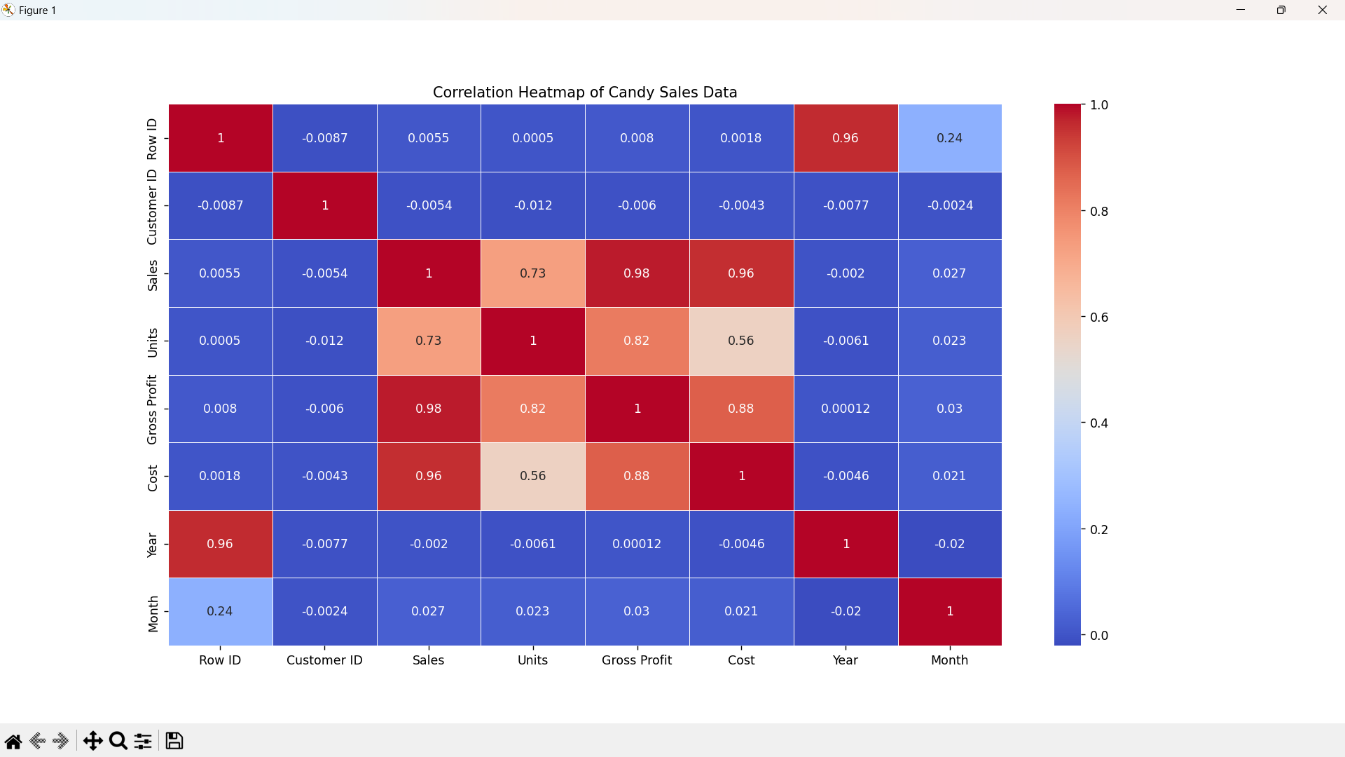 Figure 1
Correlation Heatmap of Candy Sales Data
Row ID 1 -0.0087 0.0055 0.0005 0.008 0.0018 0.96 0.24
Customer ID -0.0087 1 -0.0054 -0.012 -0.006 -0.0043 -0.0077 -0.0024
Sales 0.0055 -0.0054 1 0.73 0.98 0.96 -0.002 0.027
Units 0.0005 -0.012 0.73 1 0.82 0.56 -0.0061 0.023
Gross Profit 0.008 -0.006 0.98 0.82 1 0.88 0.00012 0.03
Cost 0.0018 -0.0043 0.96 0.56 0.88 1 -0.0046 0.021
Year 0.96 -0.0077 -0.002 -0.0061 0.00012 -0.0046 1 -0.02
Month 0.24 -0.0024 0.027 0.023 0.03 0.021 -0.02 1
Row ID Customer ID Sales Units Gross Profit Cost Year Month
1.0
0.8
0.6
0.4
0.2
0.0